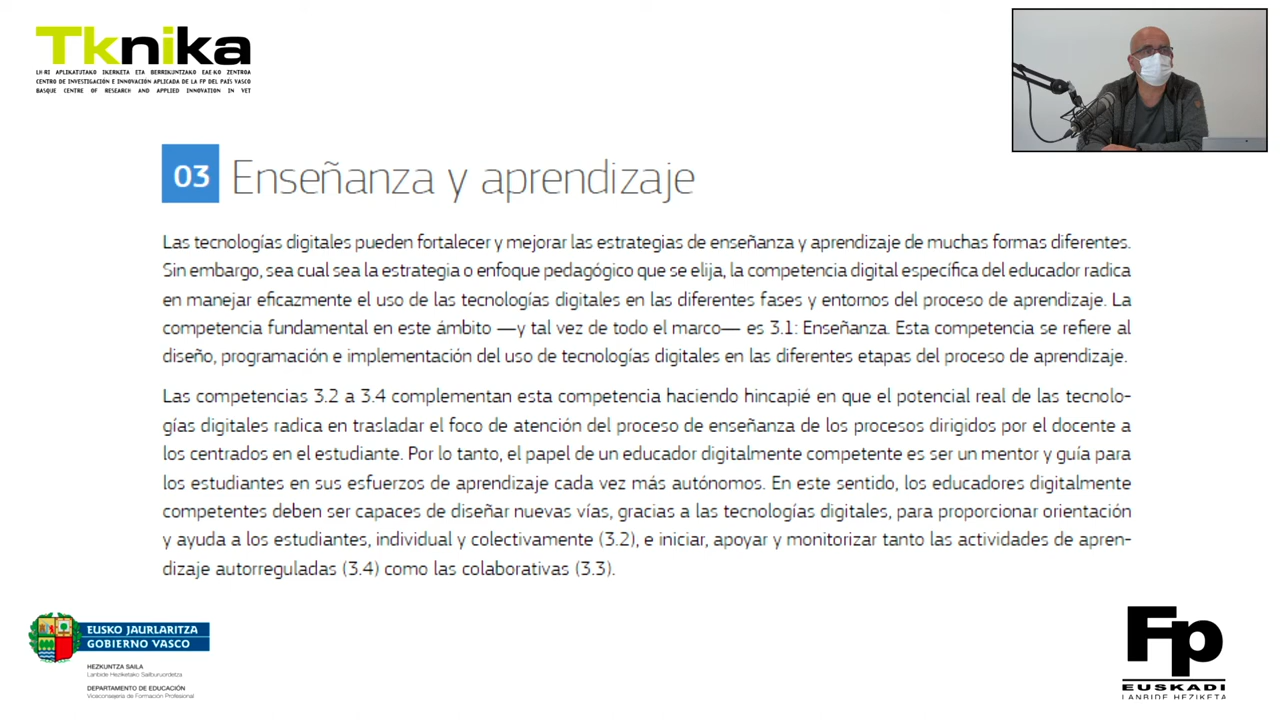 Tknika
LH-RI APLIKATUTAKO IKERKETA ETA BERRIKUNTZAKO EAEKO ZENTROA
CENTRO DE INVESTIGACIÓN E INNOVACIÓN APLICADA DE LA FP DEL PAIS VASCO
BASQUE CENTRE OF RESEARCH AND APPLIED INNOVATION IN VET
03 Enseñanza y aprendizaje
Las tecnologías digitales pueden fortalecer y mejorar las estrategias de enseñanza y aprendizaje de muchas formas diferentes.
Sin embargo, sea cual sea la estrategia o enfoque pedagógico que se elija, la competencia digital específica del educador radica
en manejar eficazmente el uso de las tecnologías digitales en las diferentes fases y entornos del proceso de aprendizaje. La
competencia fundamental en este ámbito —y tal vez de todo el marco— es 3.1: Enseñanza. Esta competencia se refiere al
diseño, programación e implementación del uso de tecnologías digitales en las diferentes etapas del proceso de aprendizaje.
Las competencias 3.2 a 3.4 complementan esta competencia haciendo hincapié en que el potencial real de las tecnolo-
gías digitales radica en trasladar el foco de atención del proceso de enseñanza de los procesos dirigidos por el docente a
los centrados en el estudiante. Por lo tanto, el papel de un educador digitalmente competente es ser un mentor y guía para
los estudiantes en sus esfuerzos de aprendizaje cada vez más autónomos. En este sentido, los educadores digitalmente
competentes deben ser capaces de diseñar nuevas vías, gracias a las tecnologías digitales, para proporcionar orientación
y ayuda a los estudiantes, individual y colectivamente (3.2), e iniciar, apoyar y monitorizar tanto las actividades de apren-
dizaje autorreguladas (3.4) como las colaborativas (3.3).
EUSKO JAURLARITZA
GOBIERNO VASCO
HEZKUNTZA SAILA
Lanbide Heziketako Sailburuordetza
DEPARTAMENTO DE EDUCACIÓN
Viceconsejería de Formación Profesional
Fp
EUSKADI
LANBIDE HEZIKETA